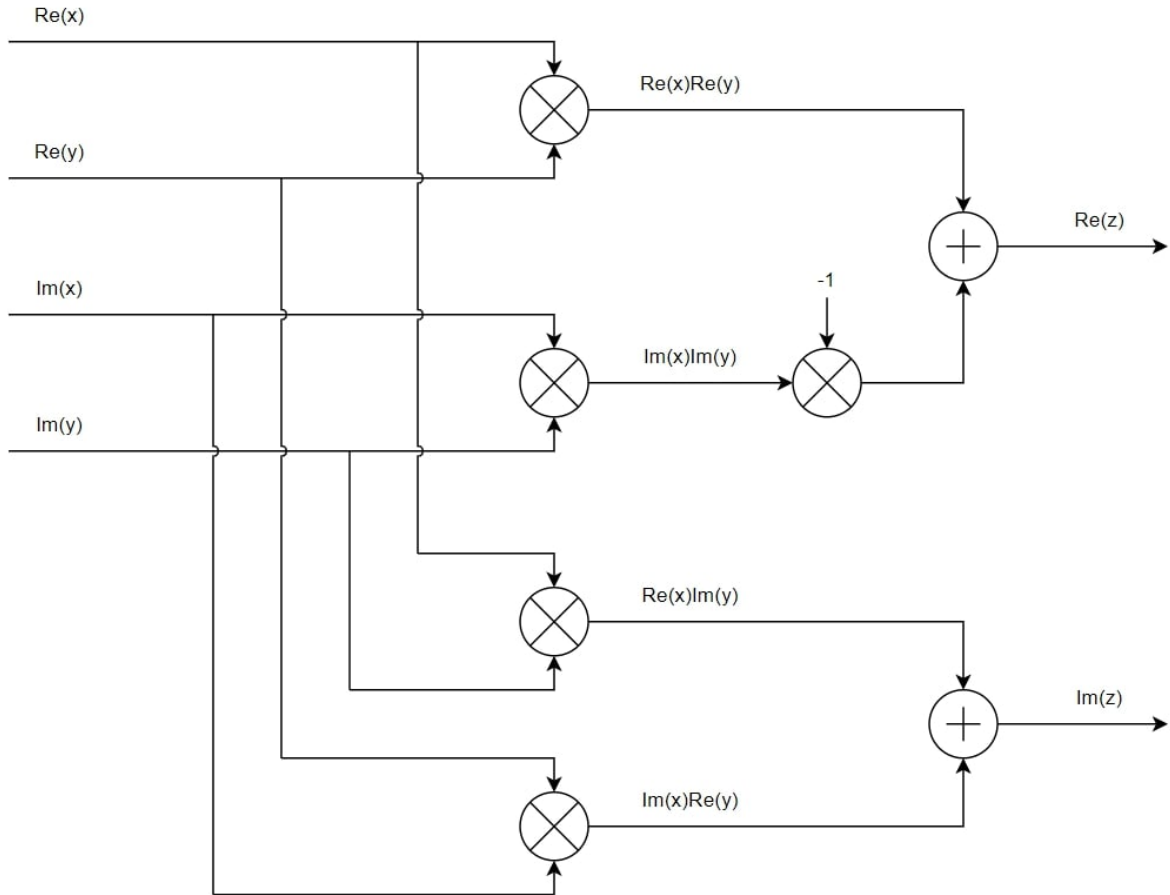 Re(x)
Re(x)Re(y)
Re(y)
Re(z)
Im(x)
-1
Im(x)Im(y)
Im(y)
Re(x)Im(y)
Im(z)
Im(x)Re(y)